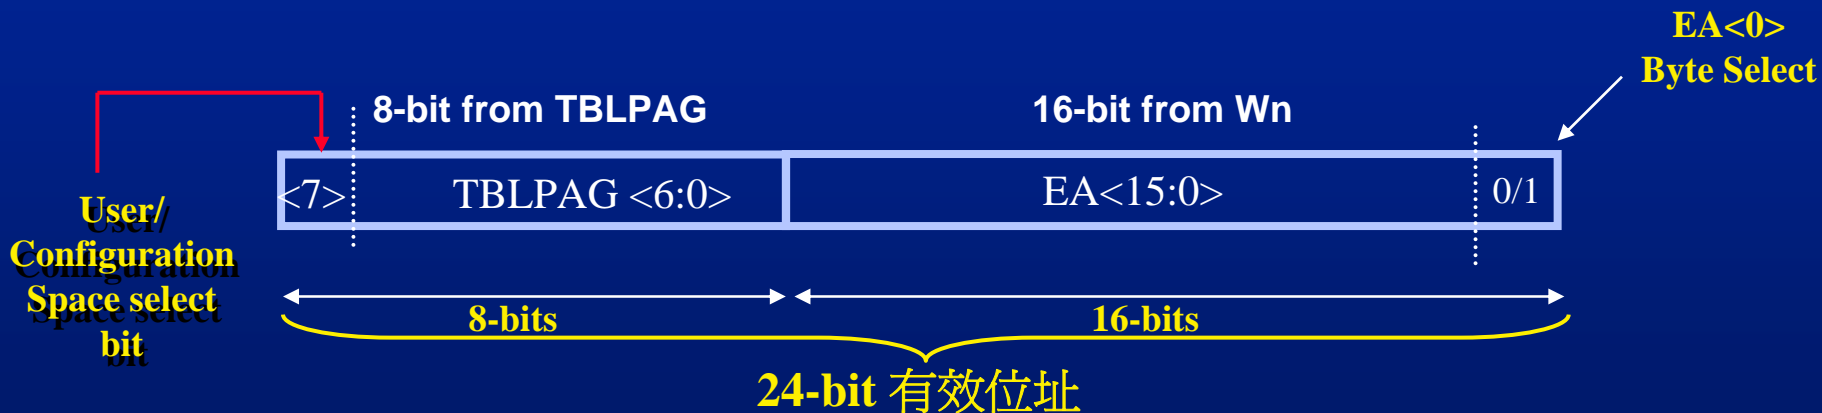 EA<0>
Byte Select
8-bit from TBLPAG
16-bit from Wn
<7>
TBLPAG <6:0>
EA<15:0>
0/1
User/
Configuration
Space select
bit
8-bits
16-bits
24-bit 有效位址